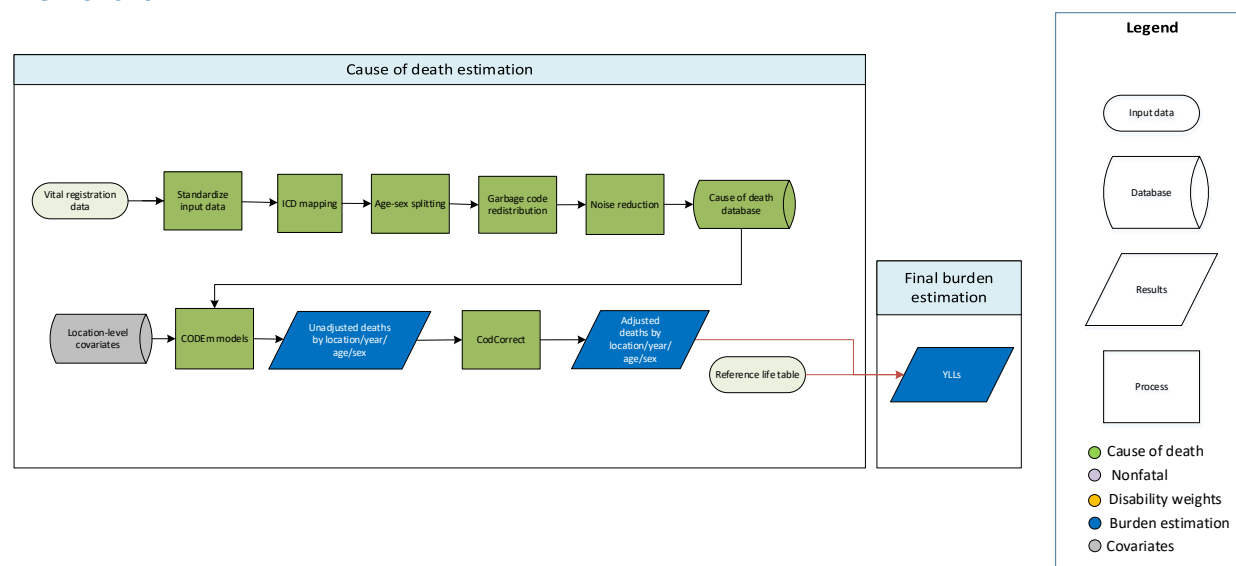 Cause of death estimation
Vital registration
data
Standardize
input data
ICD mapping
Age-sex splitting
Garbage code
redistribution
Noise reduction
Cause of death
database
Location-level
covariates
CODEm models
Unadjusted deaths
by location/year/
age/sex
CodCorrect
Adjusted
deaths by
location/year/
age/sex
Reference life table
Final burden
estimation
YLLs
Legend
Input data
Database
Results
Process
Cause of death
Nonfatal
Disability weights
Burden estimation
Covariates